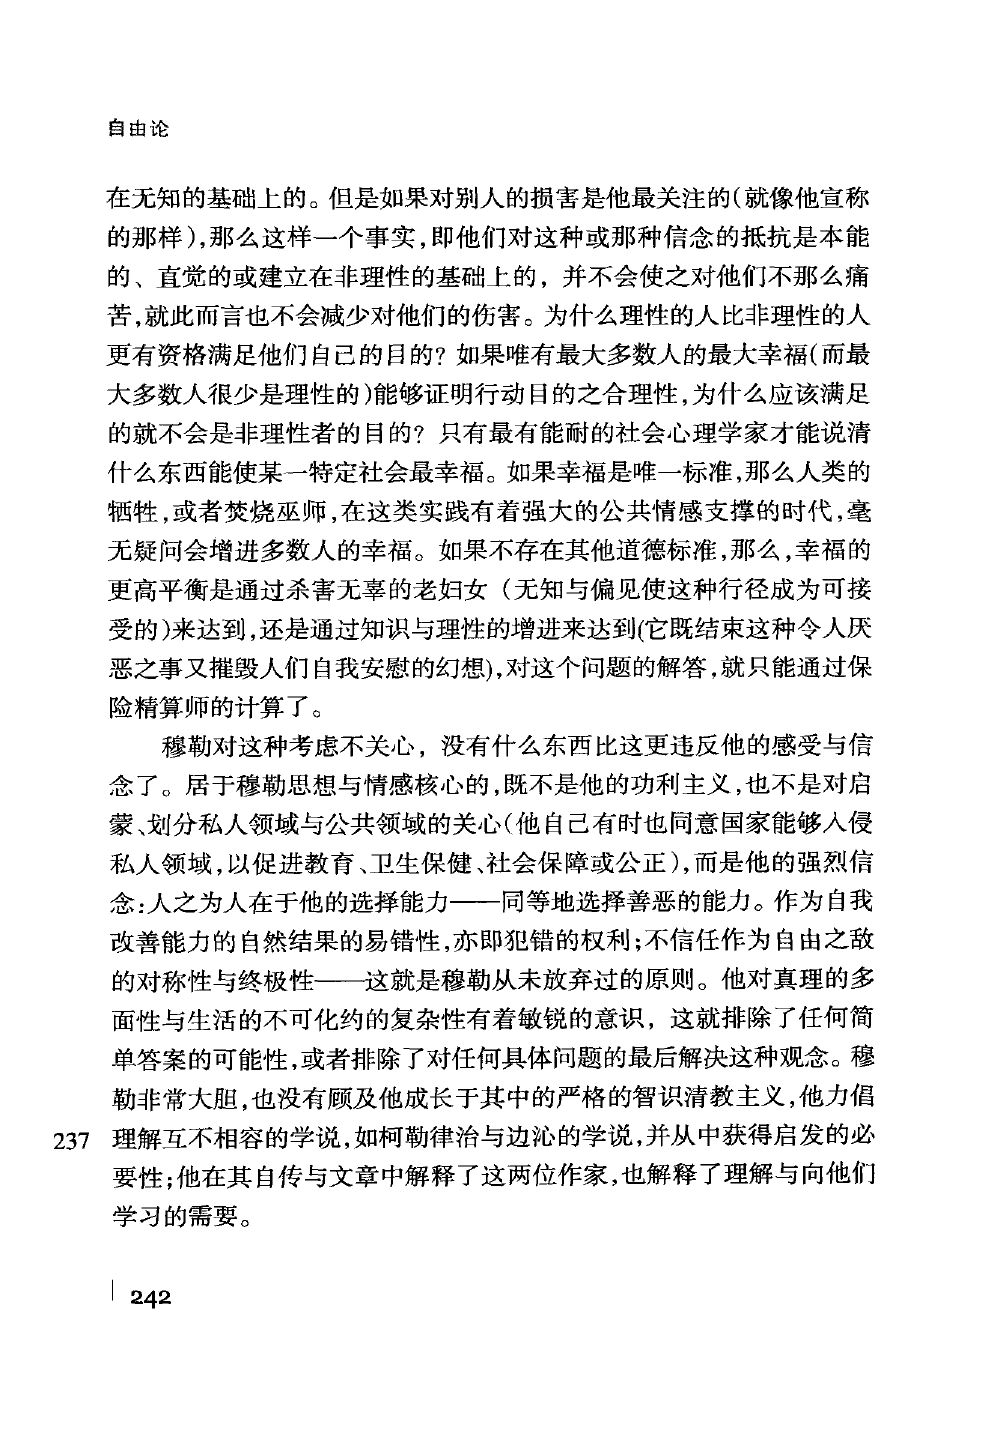 自由论
在无知的基础上的。但是如果对别人的损害是他最关注的(就像他宣称
的那样),那么这样一个事实,即他们对这种或那种信念的抵抗是本能
的、直觉的或建立在非理性的基础上的，并不会使之对他们不那么痛
苦,就此而言也不会减少对他们的伤害。为什么理性的人比非理性的人
更有资格满足他们自己的目的？如果唯有最大多数人的最大幸福(而最
大多数人很少是理性的)能够证明行动目的之合理性,为什么应该满足
的就不会是非理性者的目的？只有最有能耐的社会心理学家才能说清
什么东西能使某一特定社会最幸福。如果幸福是唯一标准,那么人类的
牺牲,或者焚烧巫师,在这类实践有着强大的公共情感支撑的时代,毫
无疑问会增进多数人的幸福。如果不存在其他道德标准,那么,幸福的
更高平衡是通过杀害无辜的老妇女（无知与偏见使这种行径成为可接
受的)来达到,还是通过知识与理性的增进来达到(它既结束这种令人厌
恶之事又摧毁人们自我安慰的幻想),对这个问题的解答,就只能通过保
险精算师的计算了。
穆勒对这种考虑不关心，没有什么东西比这更违反他的感受与信
念了。居于穆勒思想与情感核心的,既不是他的功利主义,也不是对启
蒙、划分私人领域与公共领域的关心(他自己有时也同意国家能够入侵
私人领域,以促进教育、卫生保健、社会保障或公正),而是他的强烈信
念:人之为人在于他的选择能力——同等地选择善恶的能力。作为自我
改善能力的自然结果的易错性,亦即犯错的权利;不信任作为自由之敌
的对称性与终极性——这就是穆勒从未放弃过的原则。他对真理的多
面性与生活的不可化约的复杂性有着敏锐的意识，这就排除了任何简
单答案的可能性,或者排除了对任何具体问题的最后解决这种观念。穆
勒非常大胆,也没有顾及他成长于其中的严格的智识清教主义,他力倡
237 理解互不相容的学说,如柯勒律治与边沁的学说,并从中获得启发的必
要性;他在其自传与文章中解释了这两位作家,也解释了理解与向他们
学习的需要。
242